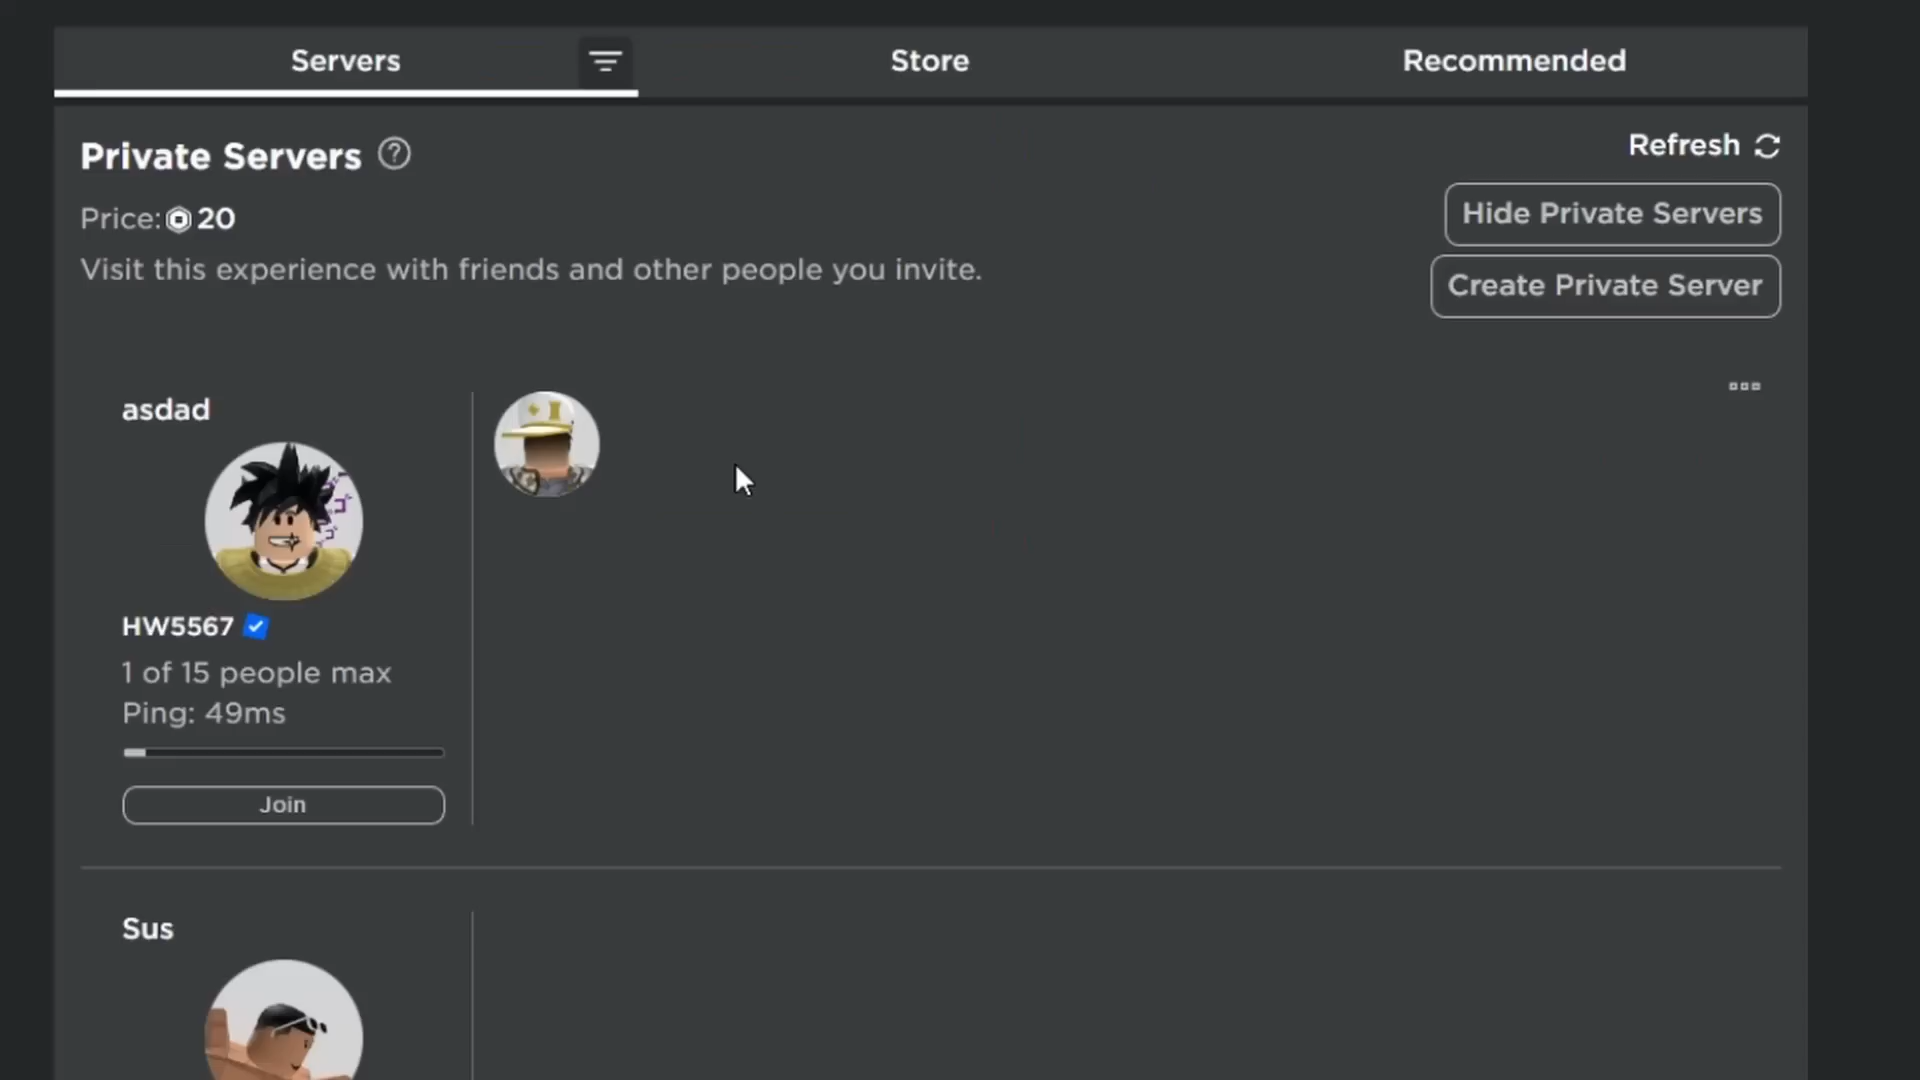 Servers
Store
Recommended
Private Servers
Refresh
Price: 20
Hide Private Servers
Visit this experience with friends and other people you invite.
Create Private Server
asdad
HW5567
1 of 15 people max
Ping: 49ms
Join
Sus